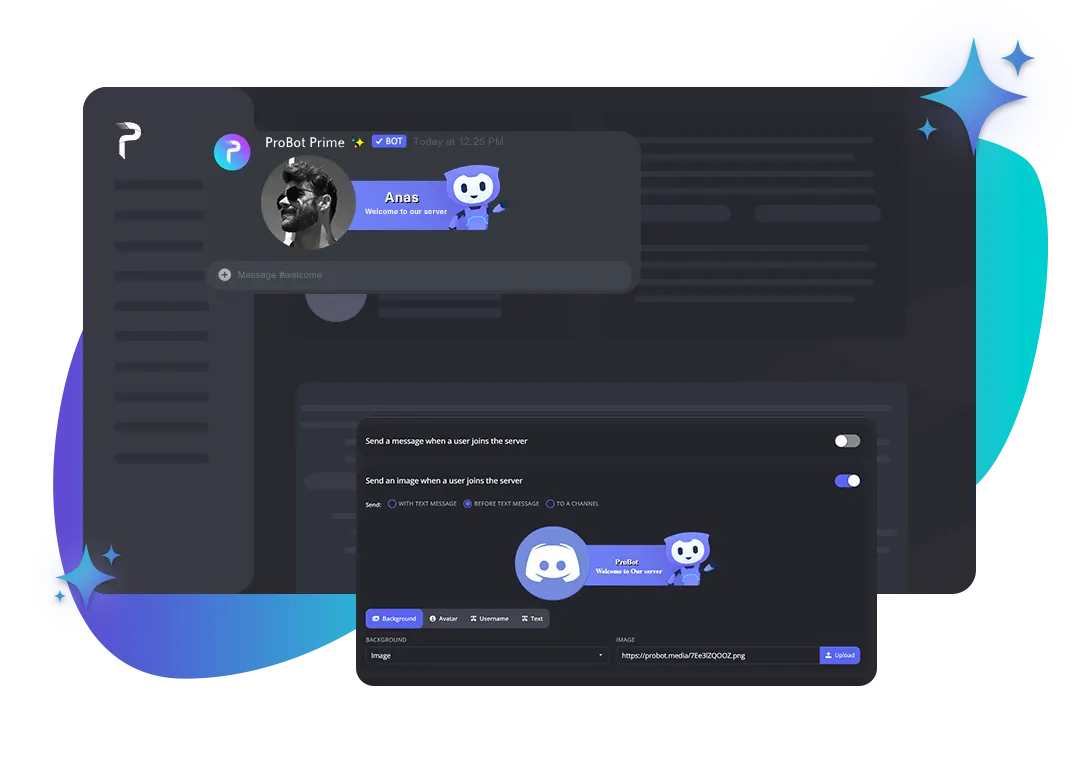 ProBot Prime ✨ ✓ BOT Today at 12:25 PM
Anas
Welcome to our server
Message #welcome
Send a message when a user joins the server
Send an image when a user joins the server
Send: WITH TEXT MESSAGE BEFORE TEXT MESSAGE TO A CHANNEL
ProBot
Welcome to Our server
Background Avatar Username Text
BACKGROUND IMAGE
Image https://probot.media/7Ee3lZQOOZ.png Upload